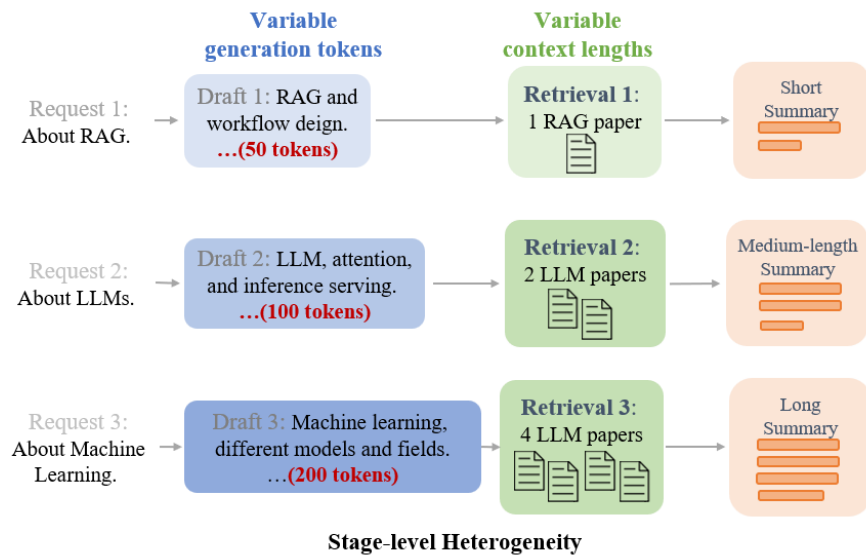 Variable
generation tokens
Variable
context lengths
Request 1:
About RAG.
Draft 1: RAG and
workflow deign.
…(50 tokens)
Retrieval 1:
1 RAG paper
Short
Summary
Request 2:
About LLMs.
Draft 2: LLM, attention,
and inference serving.
…(100 tokens)
Retrieval 2:
2 LLM papers
Medium-length
Summary
Request 3:
About Machine
Learning.
Draft 3: Machine learning,
different models and fields.
…(200 tokens)
Retrieval 3:
4 LLM papers
Long
Summary
Stage-level Heterogeneity